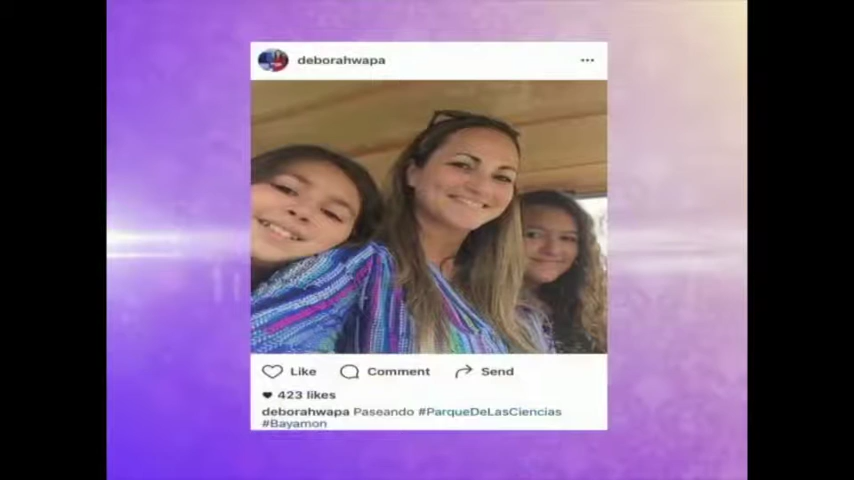 deborahwapa
Like Comment Send
423 likes
deborahwapa Paseando #ParqueDeLasCiencias
#Bayamon